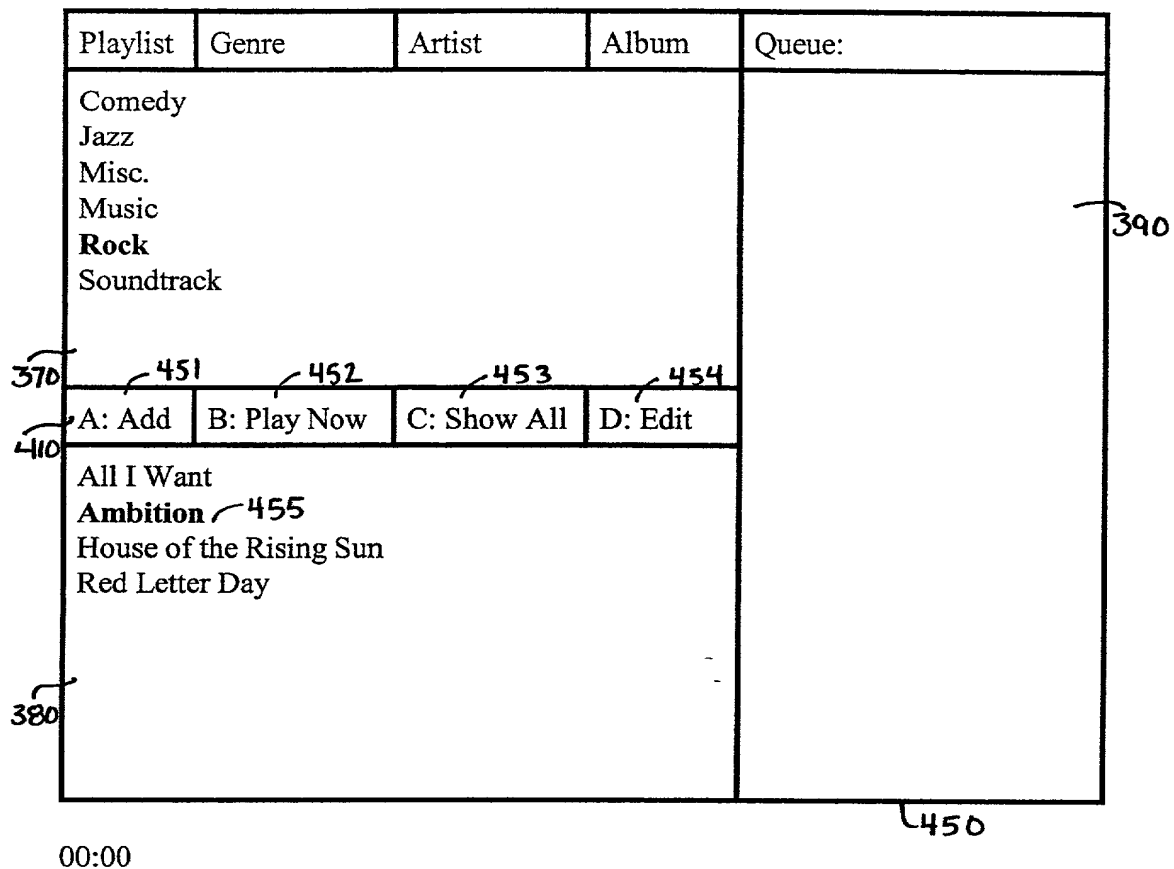 Playlist Genre Artist Album Queue:
Comedy
Jazz
Misc.
Music
390
Rock
Soundtrack
370 451 452 453 454
410 A: Add B: Play Now C: Show All D: Edit
All I Want
Ambition 455
House of the Rising Sun
Red Letter Day
380
450
00:00